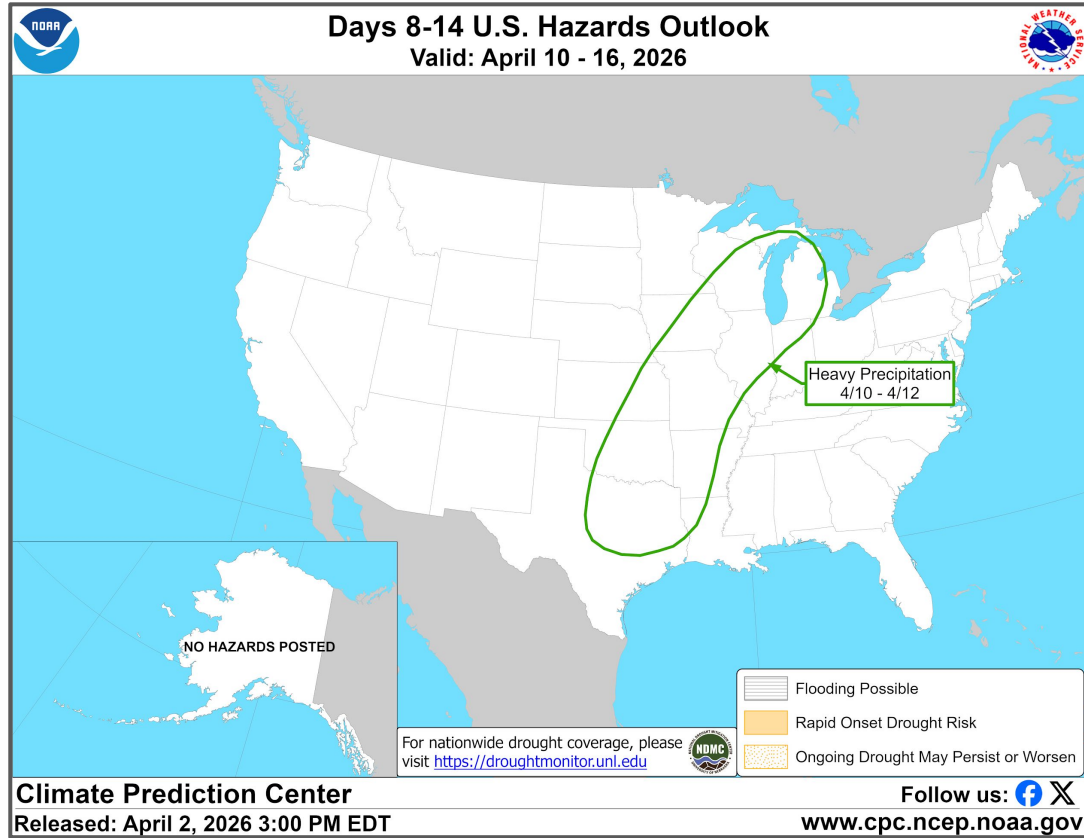 NOAA
Days 8-14 U.S. Hazards Outlook
Valid: April 10 - 16, 2026
NATIONAL WEATHER SERVICE
Heavy Precipitation
4/10 - 4/12
NO HAZARDS POSTED
For nationwide drought coverage, please
visit https://droughtmonitor.unl.edu
NDMC
Flooding Possible
Rapid Onset Drought Risk
Ongoing Drought May Persist or Worsen
Climate Prediction Center
Follow us:
Released: April 2, 2026 3:00 PM EDT
www.cpc.ncep.noaa.gov